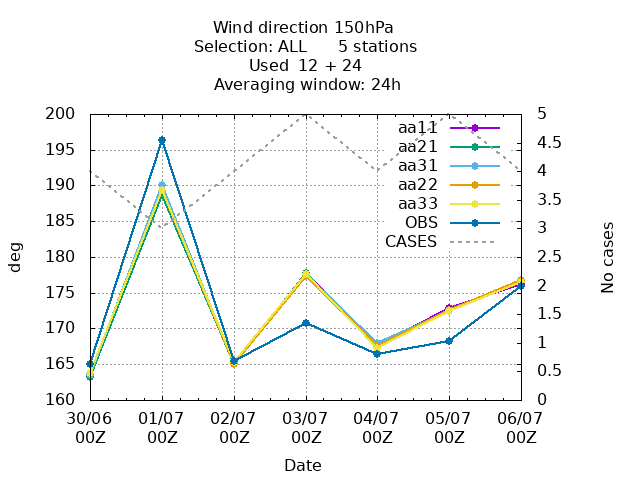 Wind direction 150hPa
Selection: ALL 5 stations
Used 12 + 24
Averaging window: 24h
200
195
190
185
180
175
170
165
160
deg
5
4.5
4
3.5
3
2.5
2
1.5
1
0.5
0
No cases
aa11
aa21
aa31
aa22
aa33
OBS
CASES
30/06 01/07 02/07 03/07 04/07 05/07 06/07
00Z 00Z 00Z 00Z 00Z 00Z 00Z
Date